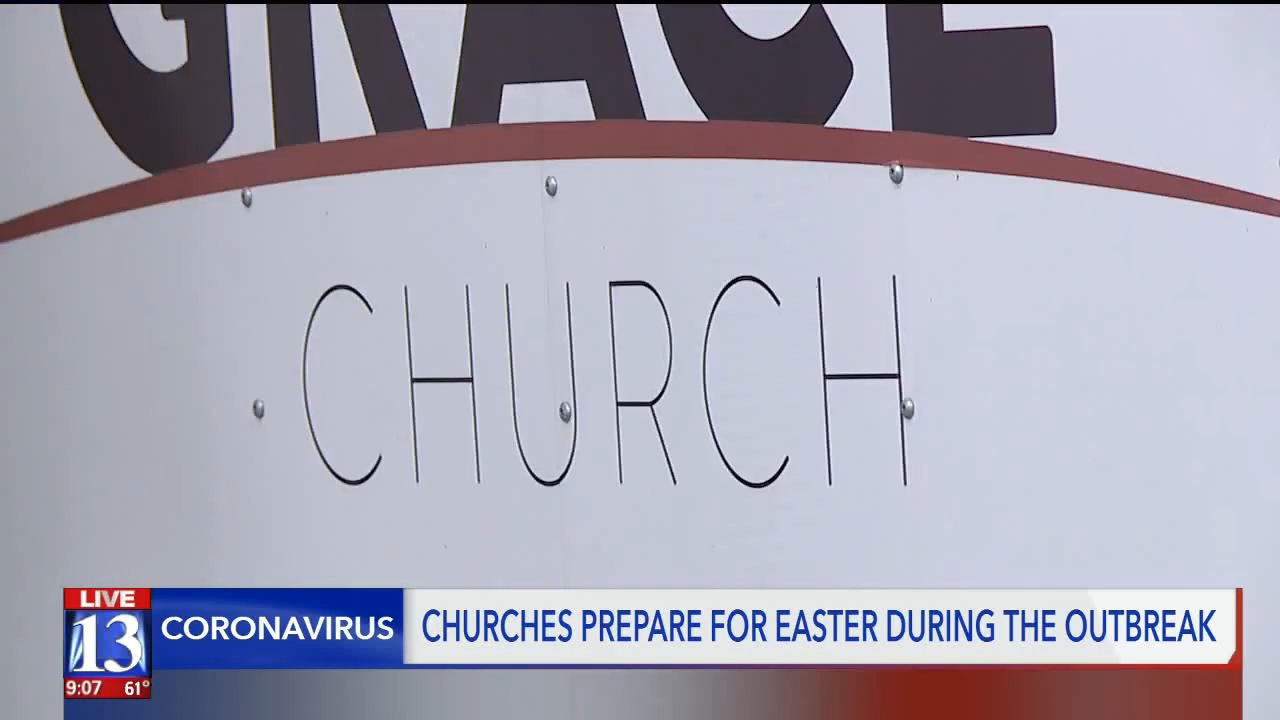 GRACE
CHURCH
LIVE
13
9:07 61°
CORONAVIRUS
CHURCHES PREPARE FOR EASTER DURING THE OUTBREAK